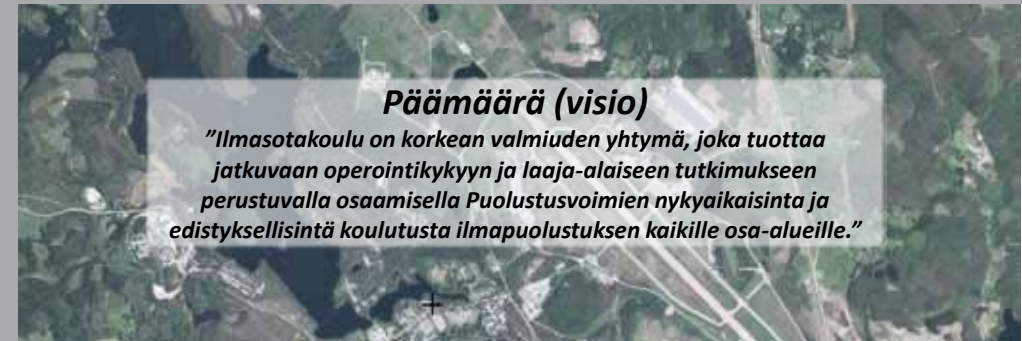 Päämäärä (visio)
”Ilmasotakoulu on korkean valmiuden yhtymä, joka tuottaa
jatkuvaan operointikykyyn ja laaja-alaiseen tutkimukseen
perustuvalla osaamisella Puolustusvoimien nykyaikaisinta ja
edistyksellisintä koulutusta ilmapuolustuksen kaikille osa-alueille.”